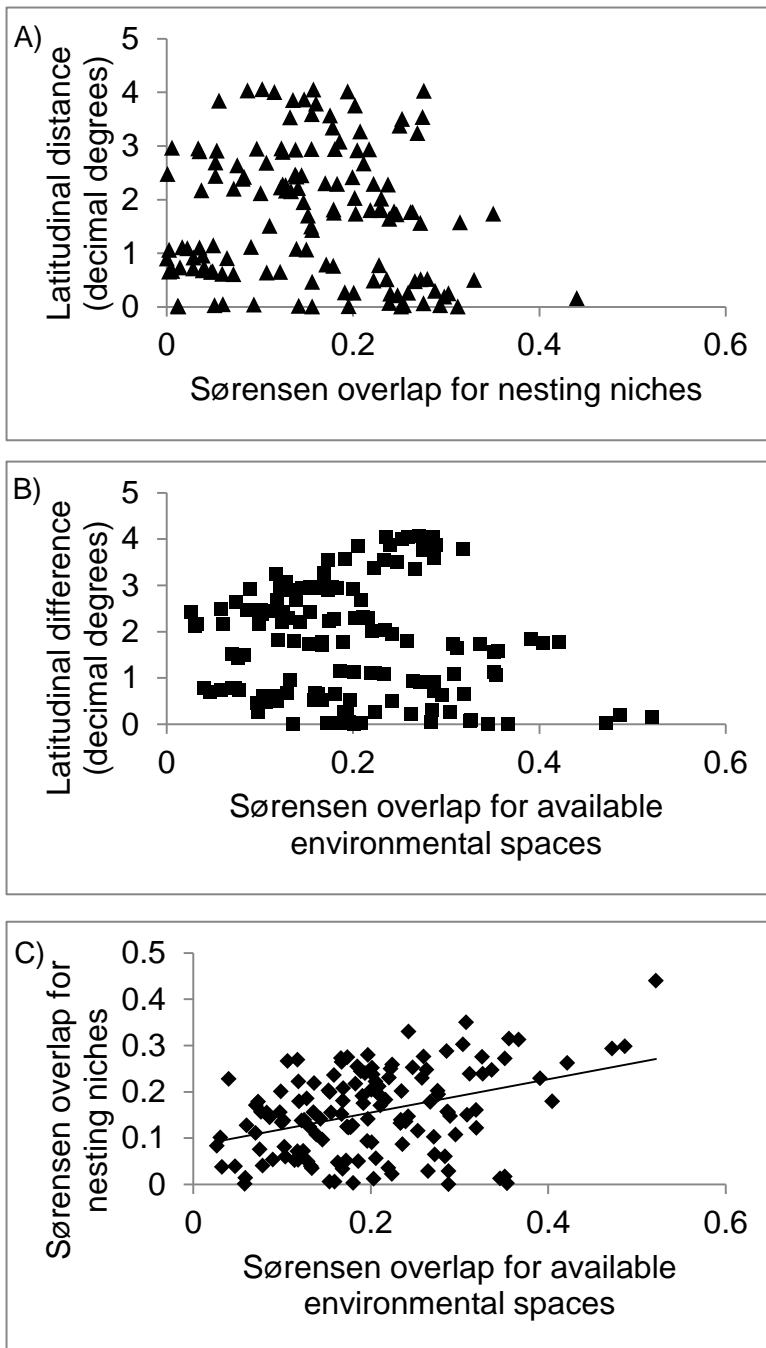 A)
Latitudinal distance
(decimal degrees)
5
4
3
2
1
0
0 0.2 0.4 0.6
Sørensen overlap for nesting niches
B)
Latitudinal difference
(decimal degrees)
5
4
3
2
1
0
0 0.2 0.4 0.6
Sørensen overlap for available
environmental spaces
C)
Sørensen overlap for
nesting niches
0.5
0.4
0.3
0.2
0.1
0
0 0.2 0.4 0.6
Sørensen overlap for available
environmental spaces